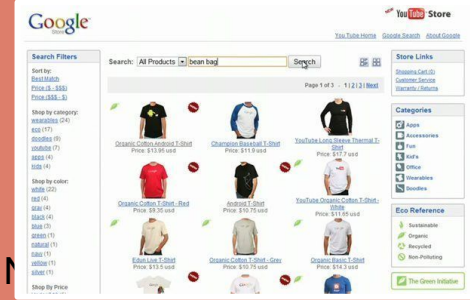 Google
Store
NEW
YouTube Store
YouTube Home Google Search About Google
Search Filters
Sort by:
Best Match
Price ($ - $$$)
Price ($$$ - $)
Shop by category:
wearables (24)
eco (17)
doodles (9)
youtube (7)
apps (4)
kids (4)
Shop by color:
white (22)
red (4)
gray (4)
black (4)
blue (3)
green (1)
natural (1)
navy (1)
yellow (1)
silver (1)
Shop By Price
Search: All Products bean bag Search
Page 1 of 3 - 1 | 2 | 3 | Next
Organic Cotton Android T-Shirt
Price: $13.95 usd
Champion Baseball T-Shirt
Price: $11.9 usd
YouTube Long Sleeve Thermal T-Shirt
Price: $17.7 usd
Organic Cotton T-Shirt - Red
Price: $9.35 usd
Android T-Shirt
Price: $10.75 usd
YouTube Organic Cotton T-Shirt - White
Price: $11.65 usd
Edun Live T-Shirt
Price: $13.5 usd
Organic Cotton T-Shirt - Grey
Price: $10.75 usd
Organic Basic T-Shirt
Price: $14.3 usd
Store Links
Shopping Cart (0)
Customer Service
Warranty / Returns
Categories
Apps
Accessories
Fun
Kid's
Office
Wearables
Doodles
Eco Reference
Sustainable
Organic
Recycled
Non-Polluting
The Green Initiative